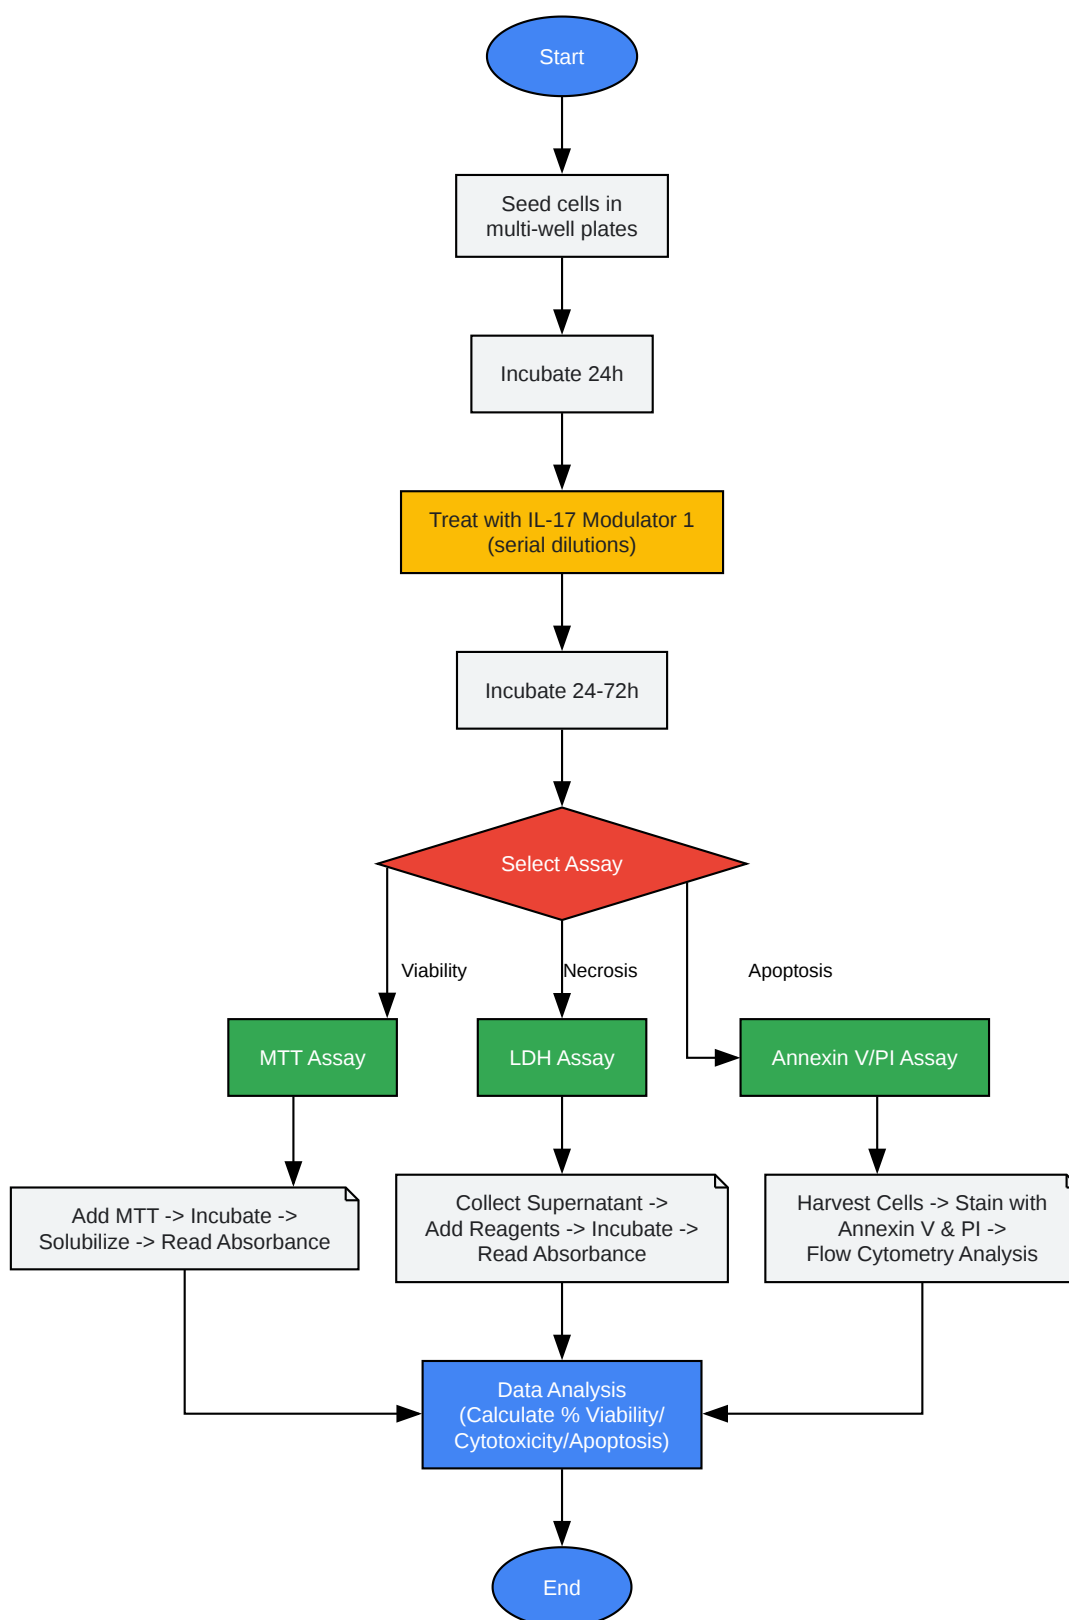 Start
Seed cells in
multi-well plates
Incubate 24h
Treat with IL-17 Modulator 1
(serial dilutions)
Incubate 24-72h
Select Assay
Viability
Necrosis
Apoptosis
MTT Assay
LDH Assay
Annexin V/PI Assay
Add MTT -> Incubate ->
Solubilize -> Read Absorbance
Collect Supernatant ->
Add Reagents -> Incubate ->
Read Absorbance
Harvest Cells -> Stain with
Annexin V & PI ->
Flow Cytometry Analysis
Data Analysis
(Calculate % Viability/
Cytotoxicity/Apoptosis)
End